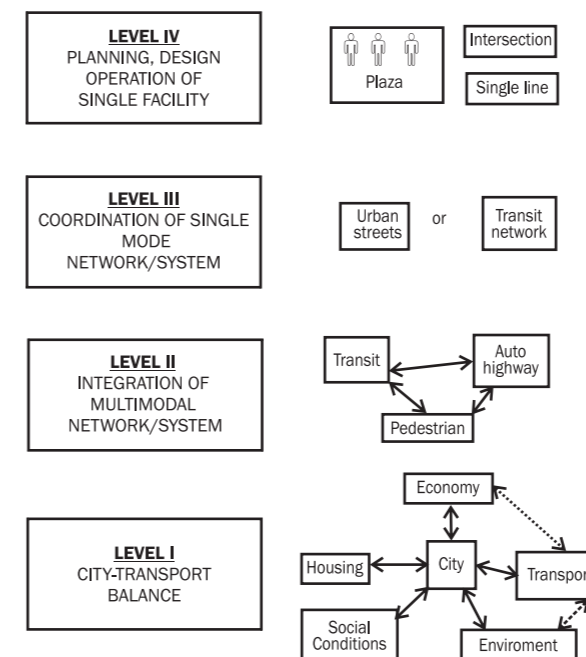 LEVEL IV
PLANNING, DESIGN
OPERATION OF
SINGLE FACILITY
Plaza
Intersection
Single line
LEVEL III
COORDINATION OF SINGLE
MODE
NETWORK/SYSTEM
Urban
streets
or
Transit
network
LEVEL II
INTEGRATION OF
MULTIMODAL
NETWORK/SYSTEM
Transit
Auto
highway
Pedestrian
LEVEL I
CITY-TRANSPORT
BALANCE
Economy
Housing
City
Transpor
Social
Conditions
Enviroment